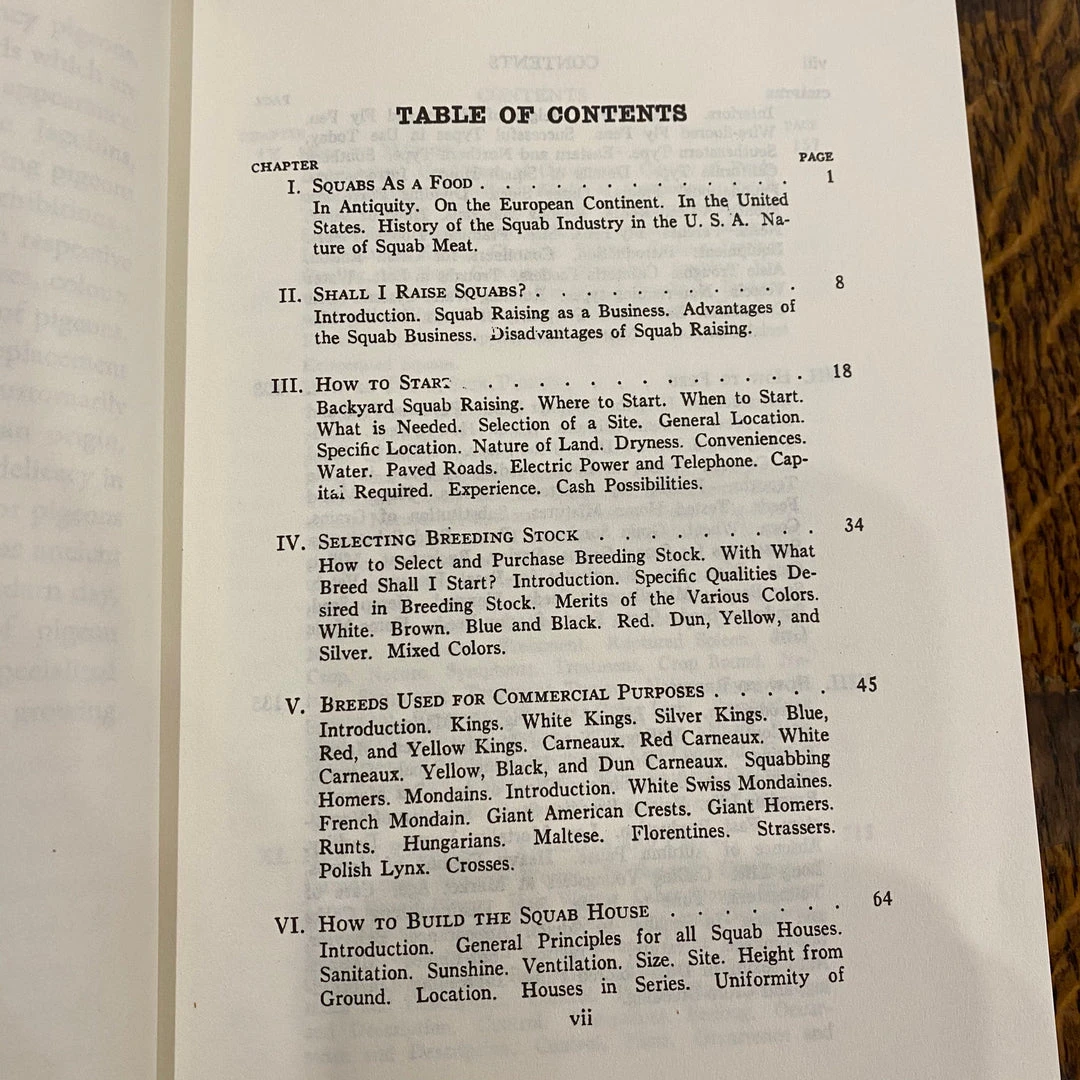 TABLE OF CONTENTS
CHAPTER PAGE
I. SQUABS AS A FOOD . . . . . . . . . . . . . 1
In Antiquity. On the European Continent. In the United
States. History of the Squab Industry in the U. S. A. Na-
ture of Squab Meat.
II. SHALL I RAISE SQUABS? . . . . . . . . . . . 8
Introduction. Squab Raising as a Business. Advantages of
the Squab Business. Disadvantages of Squab Raising.
III. HOW TO START . . . . . . . . . . . . . 18
Backyard Squab Raising. Where to Start. When to Start.
What is Needed. Selection of a Site. General Location.
Specific Location. Nature of Land. Dryness. Conveniences.
Water. Paved Roads. Electric Power and Telephone. Cap-
ital Required. Experience. Cash Possibilities.
IV. SELECTING BREEDING STOCK . . . . . . . . . 34
How to Select and Purchase Breeding Stock. With What
Breed Shall I Start? Introduction. Specific Qualities De-
sired in Breeding Stock. Merits of the Various Colors.
White. Brown. Blue and Black. Red. Dun, Yellow, and
Silver. Mixed Colors.
V. BREEDS USED FOR COMMERCIAL PURPOSES . . . . . 45
Introduction. Kings. White Kings. Silver Kings. Blue,
Red, and Yellow Kings. Carneaux. Red Carneaux. White
Carneaux. Yellow, Black, and Dun Carneaux. Squabbing
Homers. Mondains. Introduction. White Swiss Mondaines.
French Mondain. Giant American Crests. Giant Homers.
Runts. Hungarians. Maltese. Florentines. Strassers.
Polish Lynx. Crosses.
VI. HOW TO BUILD THE SQUAB HOUSE . . . . . . . 64
Introduction. General Principles for all Squab Houses.
Sanitation. Sunshine. Ventilation. Size. Site. Height from
Ground. Location. Houses in Series. Uniformity of
vii